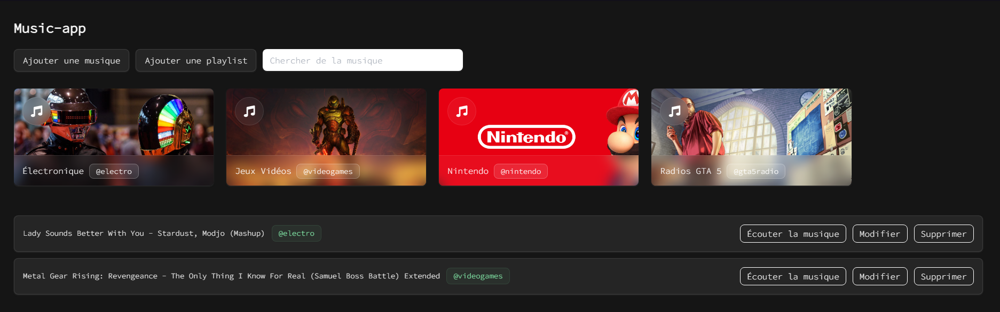 Music-app
Ajouter une musique Ajouter une playlist Chercher de la musique
Nintendo®
Électronique @electro Jeux Vidéos @videogames Nintendo @nintendo Radios GTA 5 @gta5radio
Lady Sounds Better With You - Stardust, Modjo (Mashup) @electro Écouter la musique Modifier Supprimer
Metal Gear Rising: Revengeance - The Only Thing I Know For Real (Samuel Boss Battle) Extended @videogames Écouter la musique Modifier Supprimer